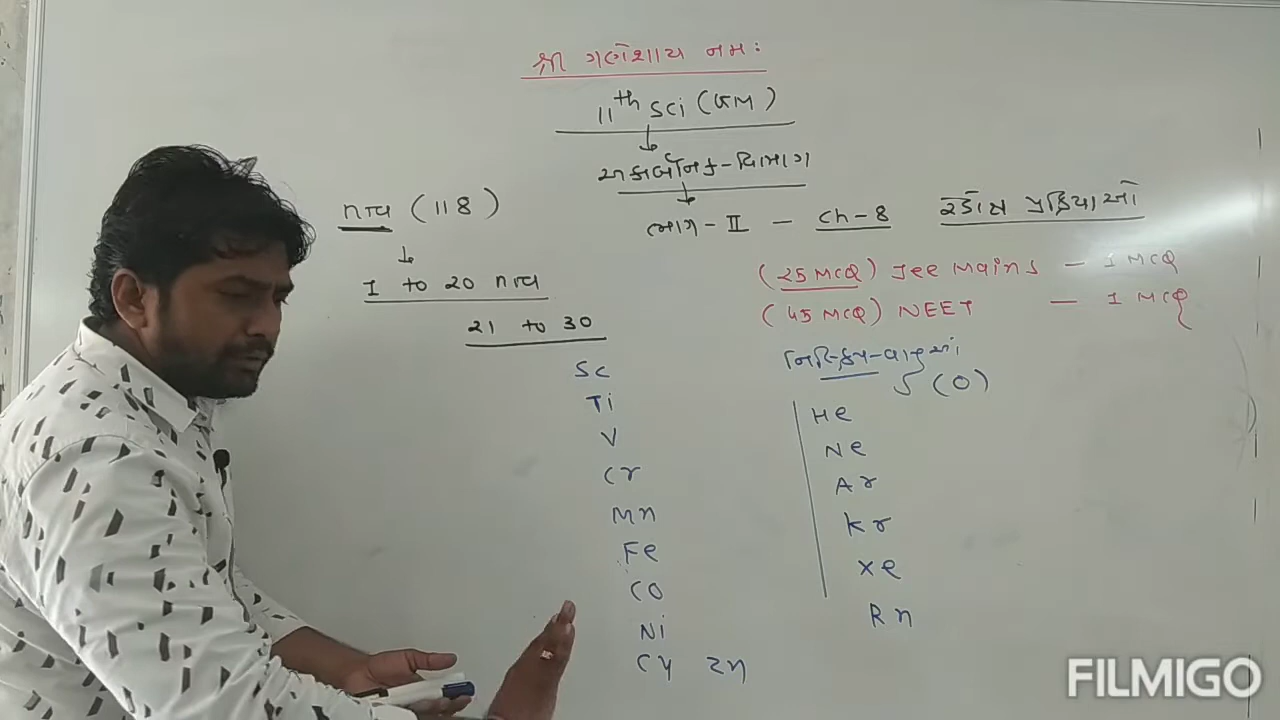 શ્રી ગણેશાય નમઃ
11th Sci (GM)
અકાર્બનિક-વિભાગ
ભાગ-II - Ch-8 રેડોક્ષ પ્રક્રિયાઓ
તત્વ (118)
1 to 20 તત્વ
21 to 30
Sc
Ti
V
Cr
Mn
Fe
CO
Ni
Cu Zn
(25 MCQ) Jee Mains - 1 MCQ
(45 MCQ) NEET - 1 MCQ
નિષ્ક્રિય-વાયુઓ
(0)
He
Ne
Ar
Kr
Xe
Rn
FILMIGO